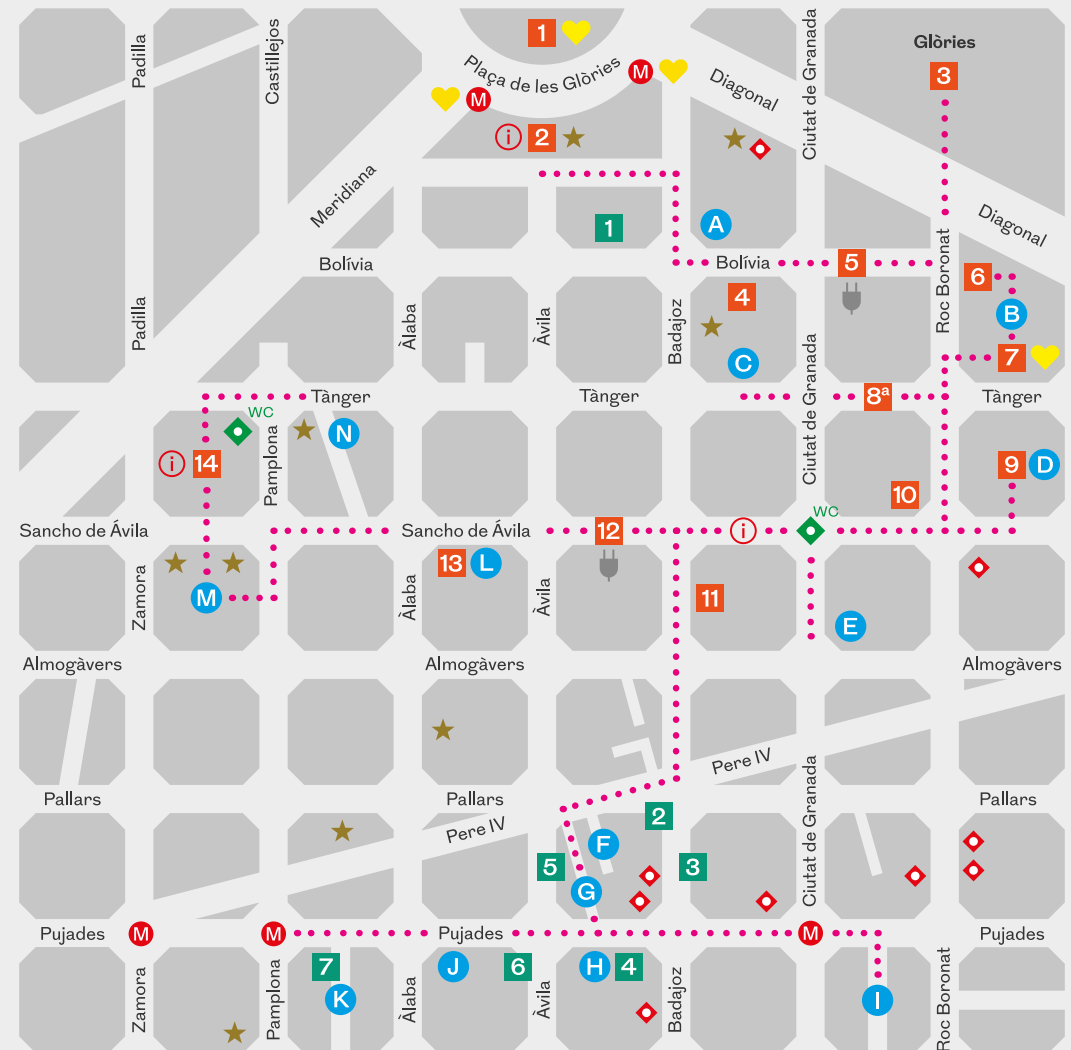 Padilla
Castillejos
1
Plaça de les Glòries
M
M
Diagonal
Ciutat de Granada
Glòries
3
i
2
Meridiana
1
A
Diagonal
Bolívia
Bolívia
5
Roc Boronat
6
Padilla
Àlaba
Àvila
Badajoz
4
B
C
Ciutat de Granada
7
Tànger
Tànger
8ª
Tànger
WC
N
i
14
Pamplona
9
D
10
WC
Sancho de Ávila
Sancho de Ávila
12
i
13
L
Zamora
M
Àlaba
Àvila
11
E
Almogàvers
Almogàvers
Almogàvers
Pere IV
Ciutat de Granada
Pallars
Pallars
Pallars
Pere IV
2
F
5
3
G
Pujades
M
M
Pujades
M
Pujades
7
J
6
H
4
Zamora
Pamplona
K
Àlaba
Àvila
Badajoz
I
Roc Boronat